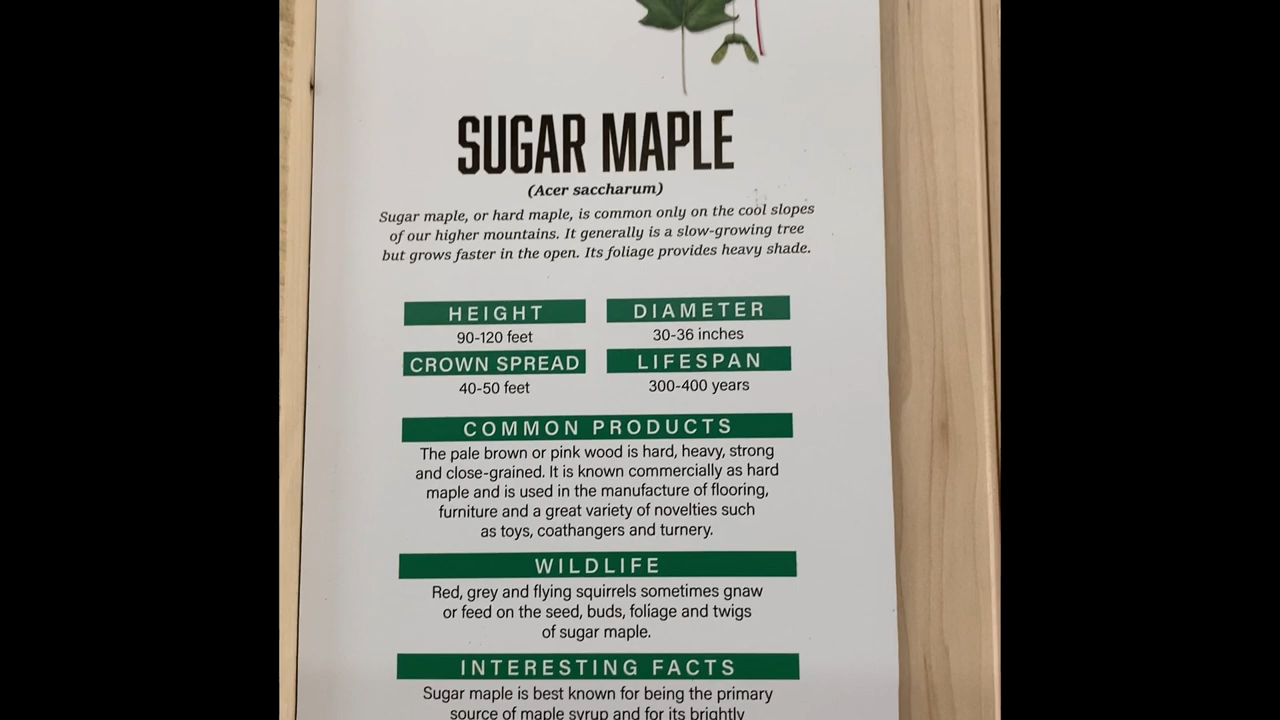 SUGAR MAPLE
(Acer saccharum)
Sugar maple, or hard maple, is common only on the cool slopes
of our higher mountains. It generally is a slow-growing tree
but grows faster in the open. Its foliage provides heavy shade.
HEIGHT
90-120 feet
DIAMETER
30-36 inches
CROWN SPREAD
40-50 feet
LIFESPAN
300-400 years
COMMON PRODUCTS
The pale brown or pink wood is hard, heavy, strong
and close-grained. It is known commercially as hard
maple and is used in the manufacture of flooring,
furniture and a great variety of novelties such
as toys, coathangers and turnery.
WILDLIFE
Red, grey and flying squirrels sometimes gnaw
or feed on the seed, buds, foliage and twigs
of sugar maple.
INTERESTING FACTS
Sugar maple is best known for being the primary
source of maple syrup and for its brightly